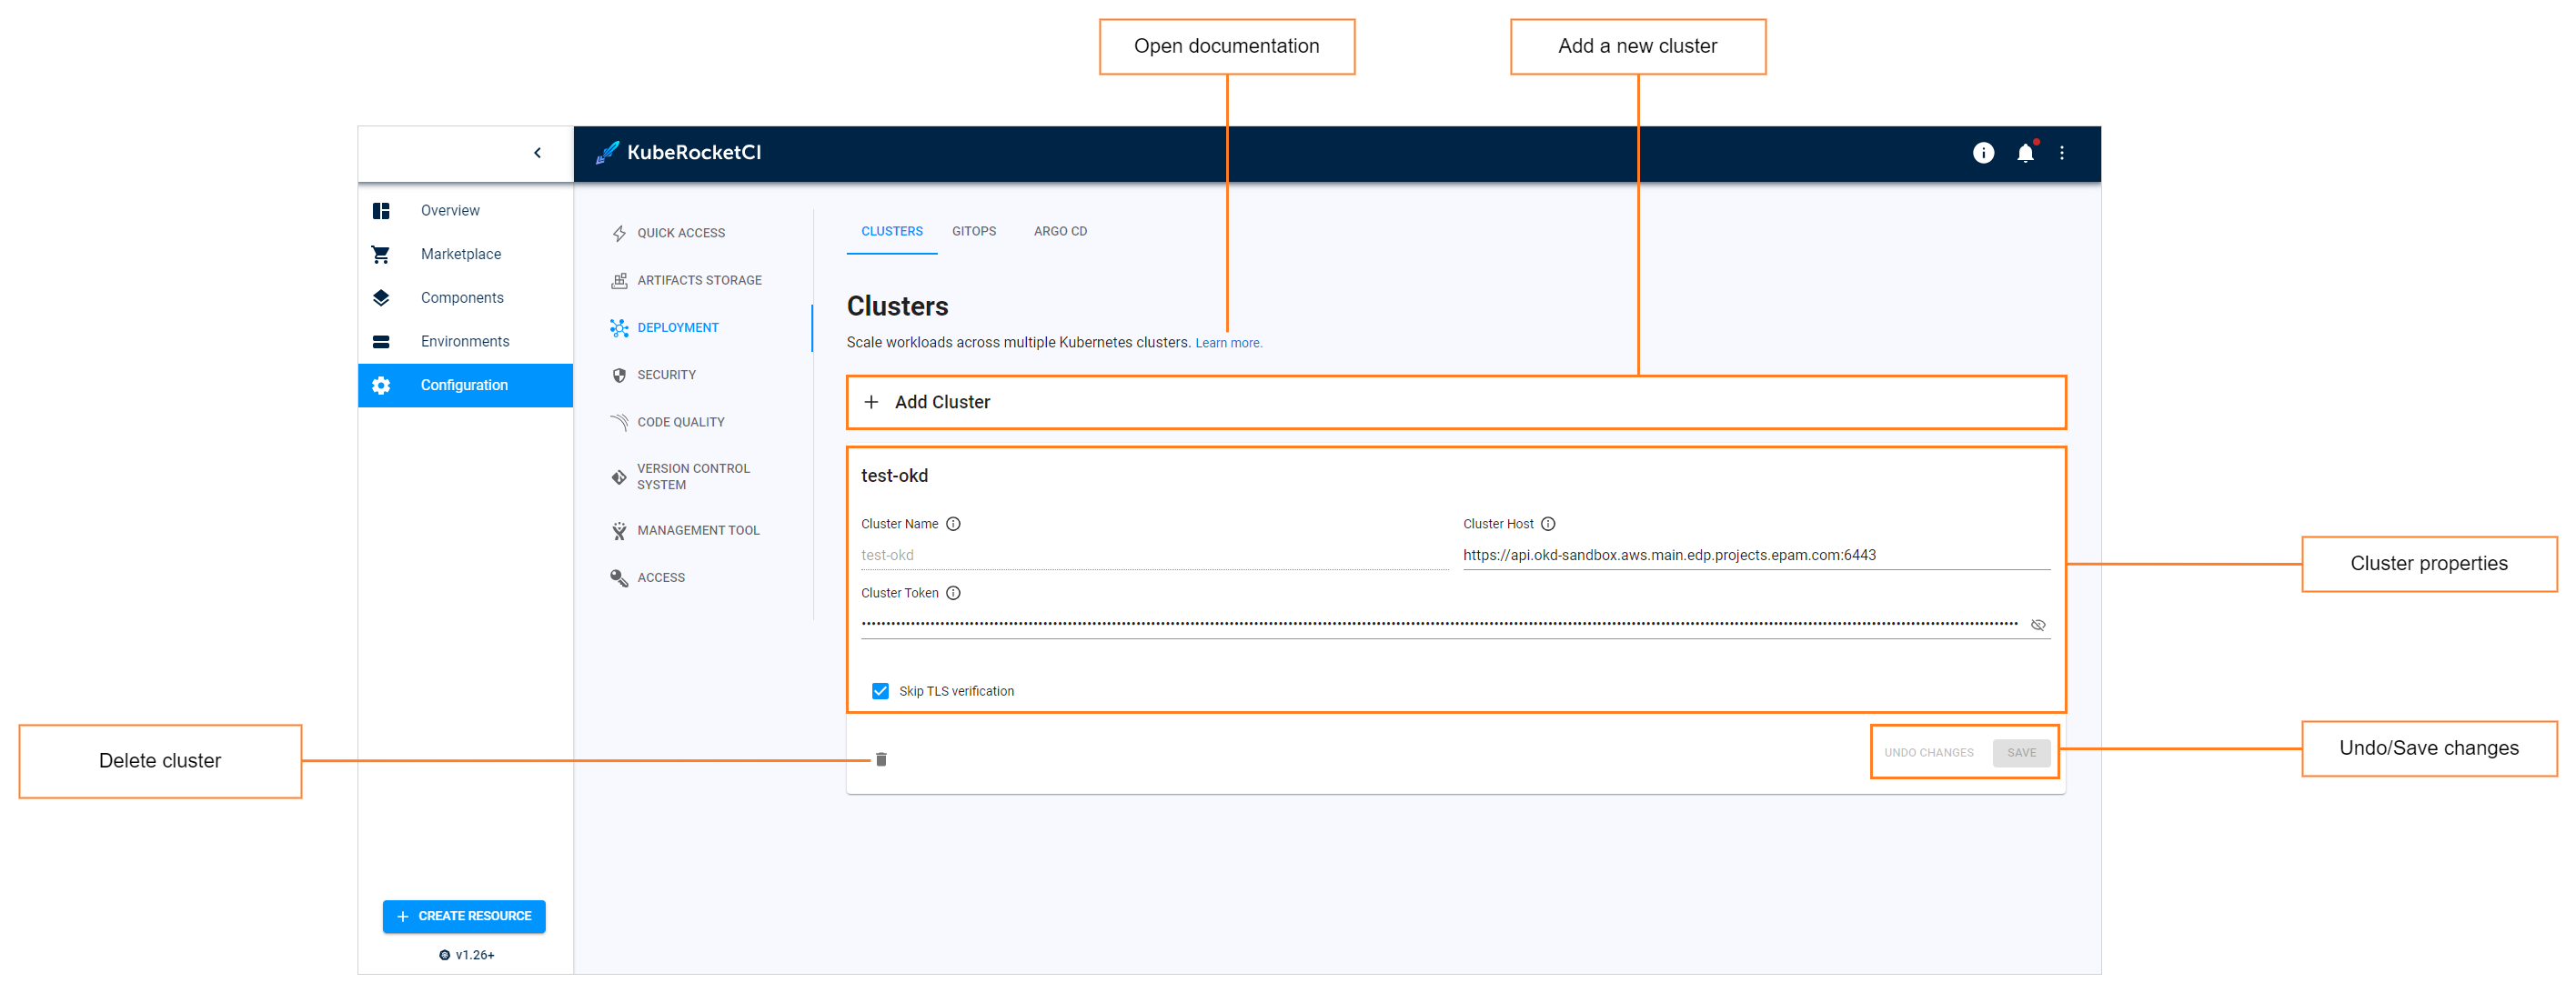 Open documentation
Add a new cluster
KubeRocketCI
Overview
Marketplace
Components
Environments
Configuration
QUICK ACCESS
ARTIFACTS STORAGE
DEPLOYMENT
SECURITY
CODE QUALITY
VERSION CONTROL
SYSTEM
MANAGEMENT TOOL
ACCESS
CLUSTERS GITOPS ARGO CD
Clusters
Scale workloads across multiple Kubernetes clusters. Learn more.
+ Add Cluster
test-okd
Cluster Name
test-okd
Cluster Host
https://api.okd-sandbox.aws.main.edp.projects.epam.com:6443
Cluster Token
Skip TLS verification
UNDO CHANGES SAVE
Cluster properties
Undo/Save changes
Delete cluster
+ CREATE RESOURCE
v1.26+